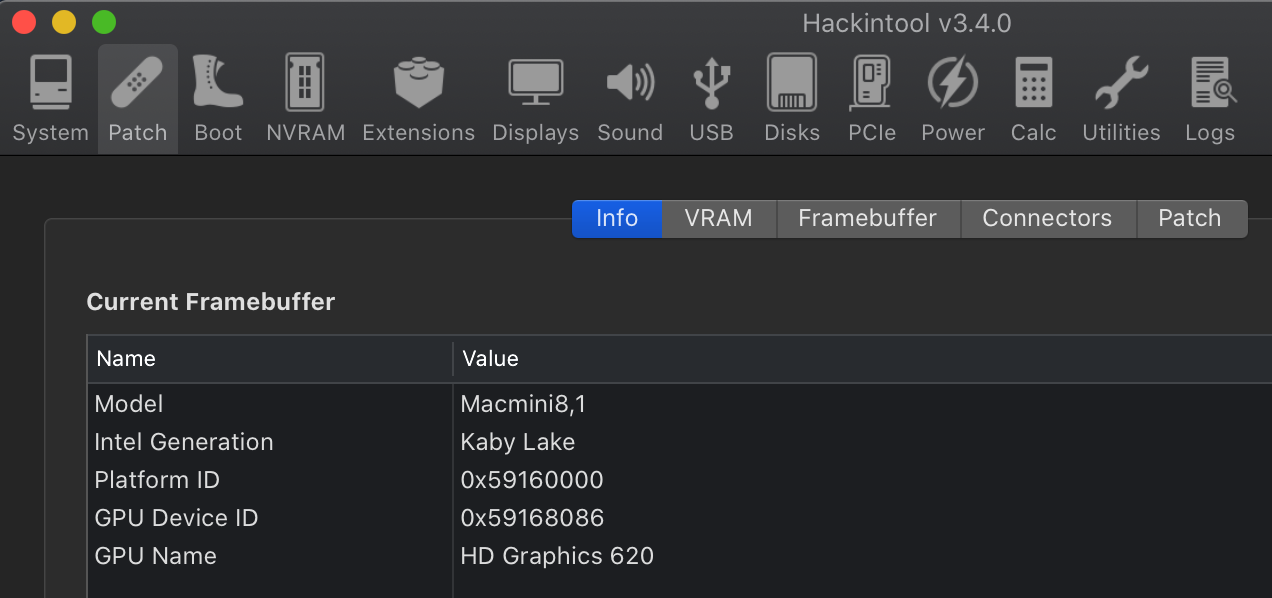 Hackintool v3.4.0
System Patch Boot NVRAM Extensions Displays Sound USB Disks PCIe Power Calc Utilities Logs
Info VRAM Framebuffer Connectors Patch
Current Framebuffer
Name Value
Model Macmini8,1
Intel Generation Kaby Lake
Platform ID 0x59160000
GPU Device ID 0x59168086
GPU Name HD Graphics 620